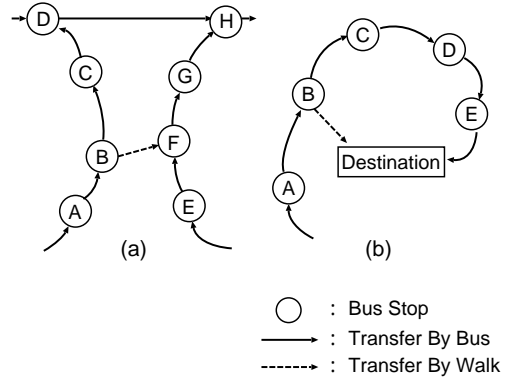 D
H
C
G
B
F
A
E
(a)
C
D
B
E
Destination
A
(b)
: Bus Stop
: Transfer By Bus
: Transfer By Walk